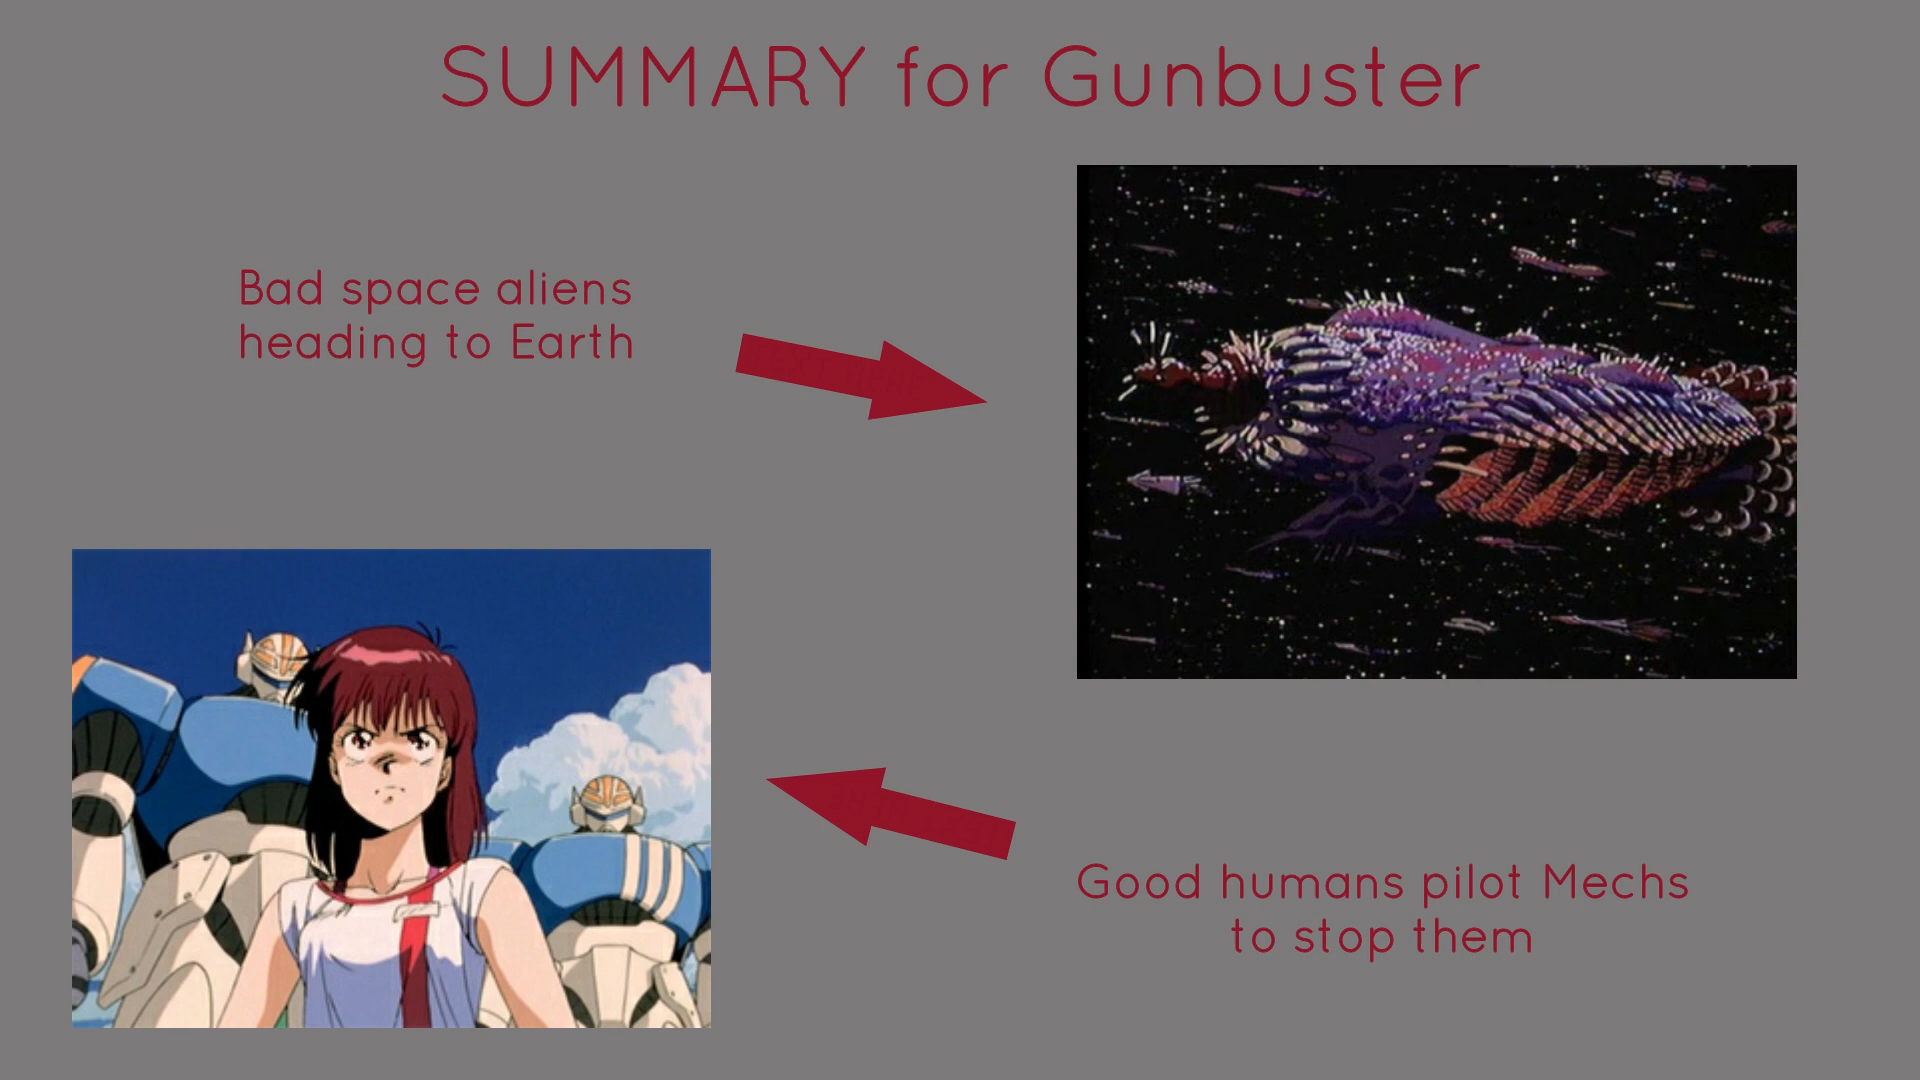 SUMMARY for Gunbuster
Bad space aliens
heading to Earth
Good humans pilot Mechs
to stop them